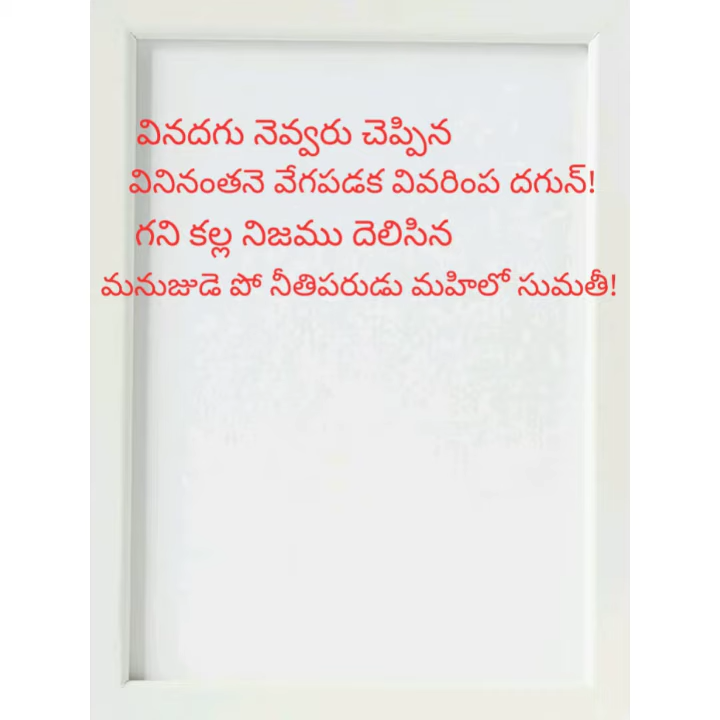 వినదగు నెవ్వరు చెప్పిన
వినినంతనె వేగపడక వివరింప దగున్!
గని కల్ల నిజము దెలిసిన
మనుజుడె పో నీతిపరుడు మహిలో సుమతీ!